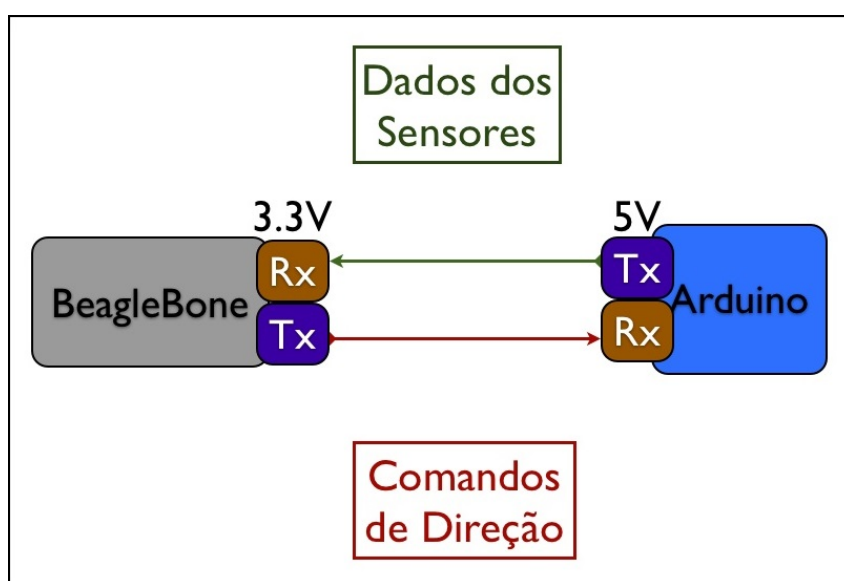 Dados dos
Sensores
3.3V
5V
BeagleBone
Rx
Tx
Tx
Rx
Arduino
Comandos
de Direção